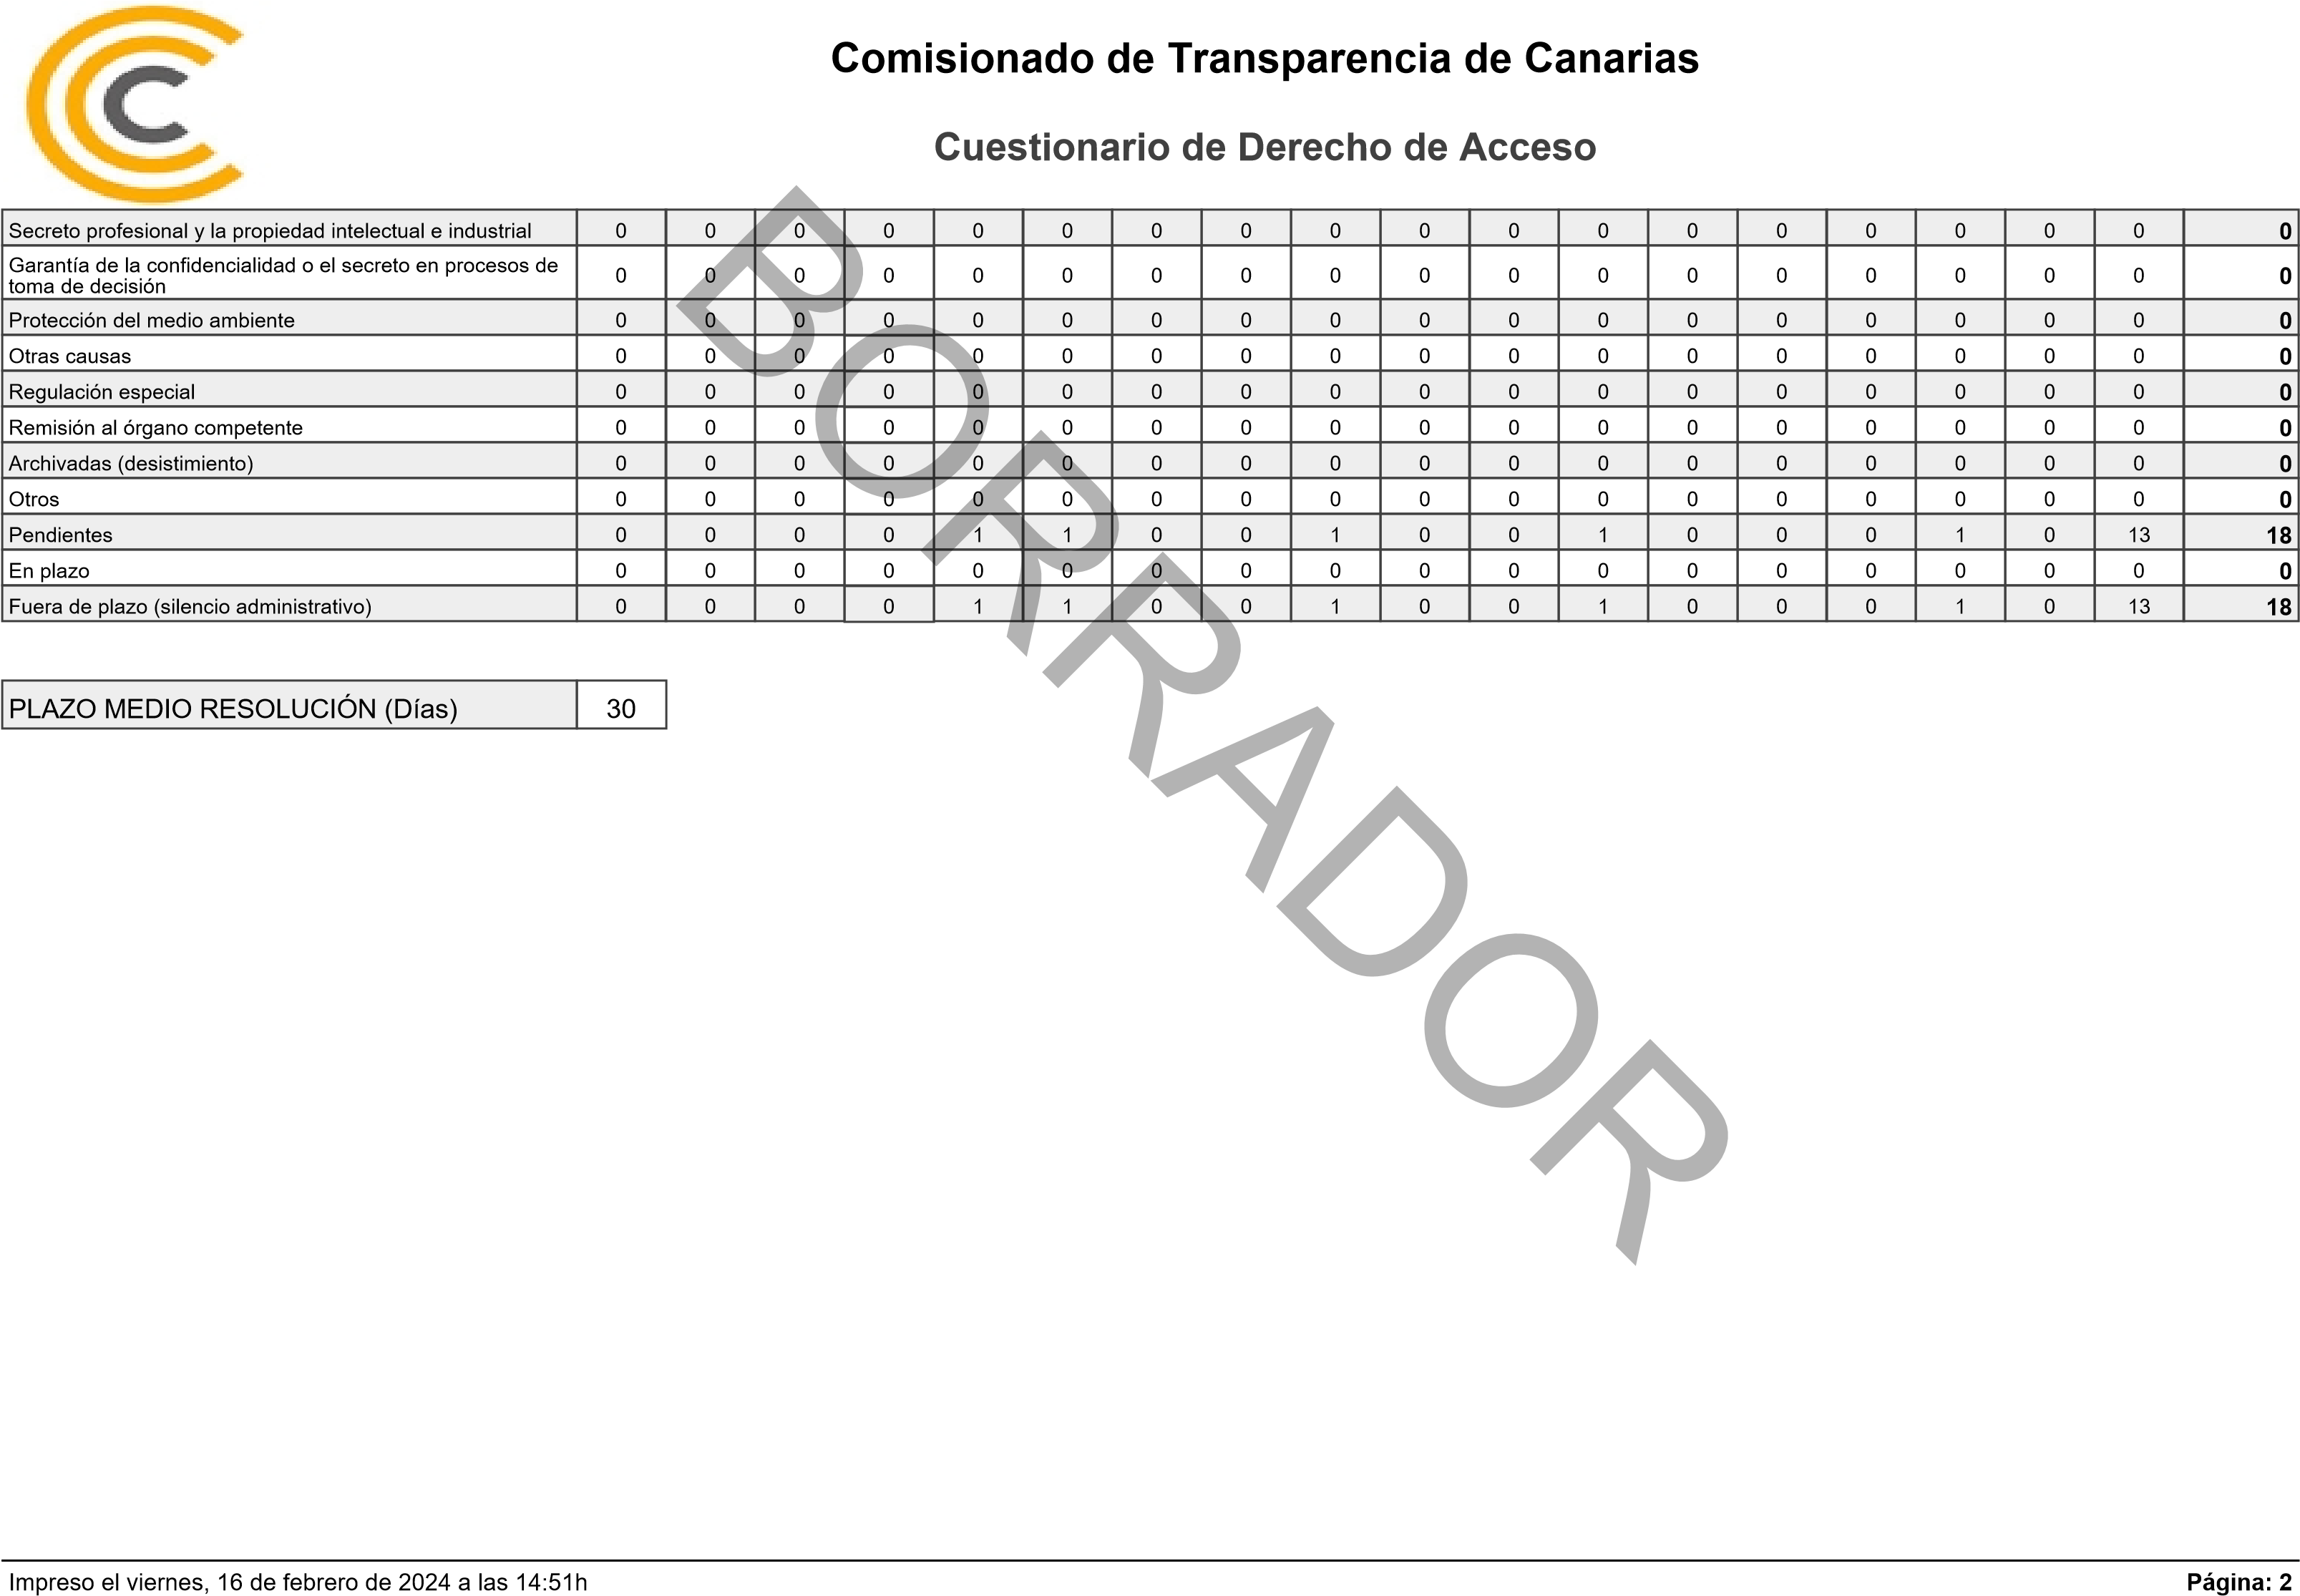 C
Comisionado de Transparencia de Canarias
Cuestionario de Derecho de Acceso
Secreto profesional y la propiedad intelectual e industrial 0 0 0 0 0 0 0 0 0 0 0 0 0 0 0 0 0 0 0
Garantía de la confidencialidad o el secreto en procesos de
toma de decisión 0 0 0 0 0 0 0 0 0 0 0 0 0 0 0 0 0 0 0
Protección del medio ambiente 0 0 0 0 0 0 0 0 0 0 0 0 0 0 0 0 0 0 0
Otras causas 0 0 0 0 0 0 0 0 0 0 0 0 0 0 0 0 0 0 0
Regulación especial 0 0 0 0 0 0 0 0 0 0 0 0 0 0 0 0 0 0 0
Remisión al órgano competente 0 0 0 0 0 0 0 0 0 0 0 0 0 0 0 0 0 0 0
Archivadas (desistimiento) 0 0 0 0 0 0 0 0 0 0 0 0 0 0 0 0 0 0 0
Otros 0 0 0 0 0 0 0 0 0 0 0 0 0 0 0 0 0 0 0
Pendientes 0 0 0 0 1 1 0 0 1 0 0 1 0 0 0 1 0 13 18
En plazo 0 0 0 0 0 0 0 0 0 0 0 0 0 0 0 0 0 0 0
Fuera de plazo (silencio administrativo) 0 0 0 0 1 1 0 0 1 0 0 1 0 0 0 1 0 13 18
PLAZO MEDIO RESOLUCIÓN (Días) 30
BORRADOR
Impreso el viernes, 16 de febrero de 2024 a las 14:51h Página: 2